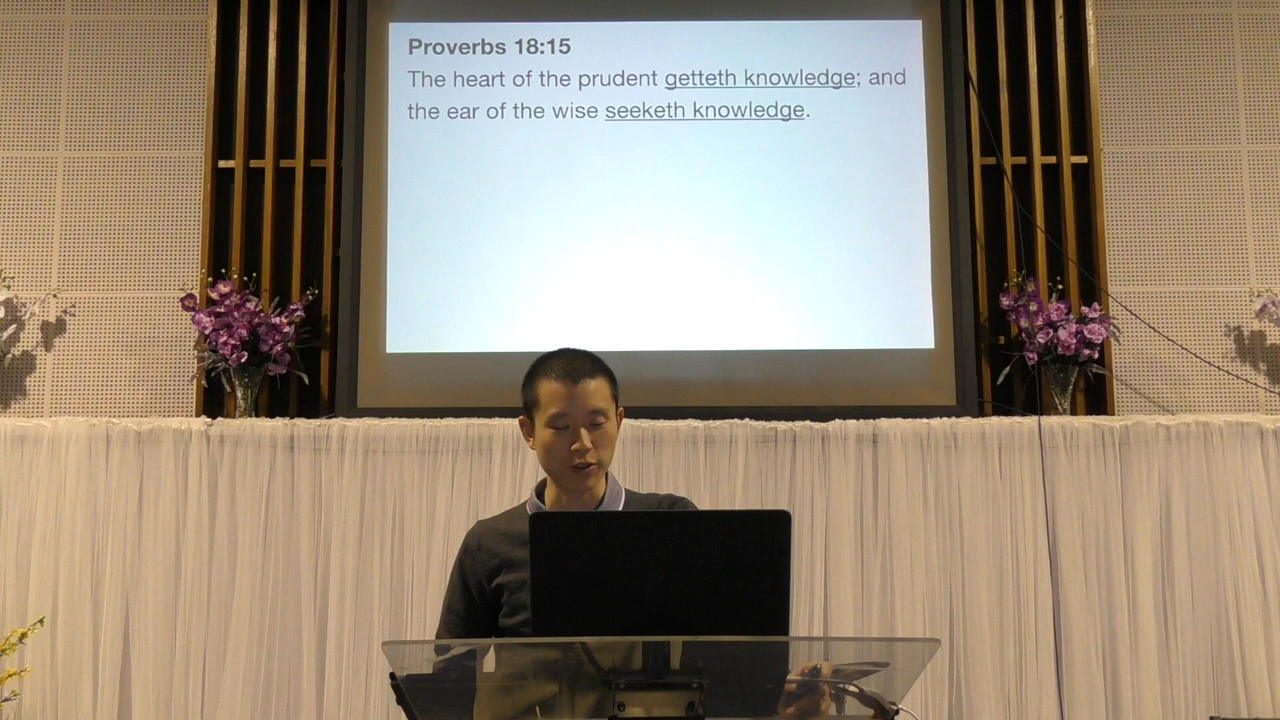 Proverbs 18:15
The heart of the prudent getteth knowledge; and
the ear of the wise seeketh knowledge.